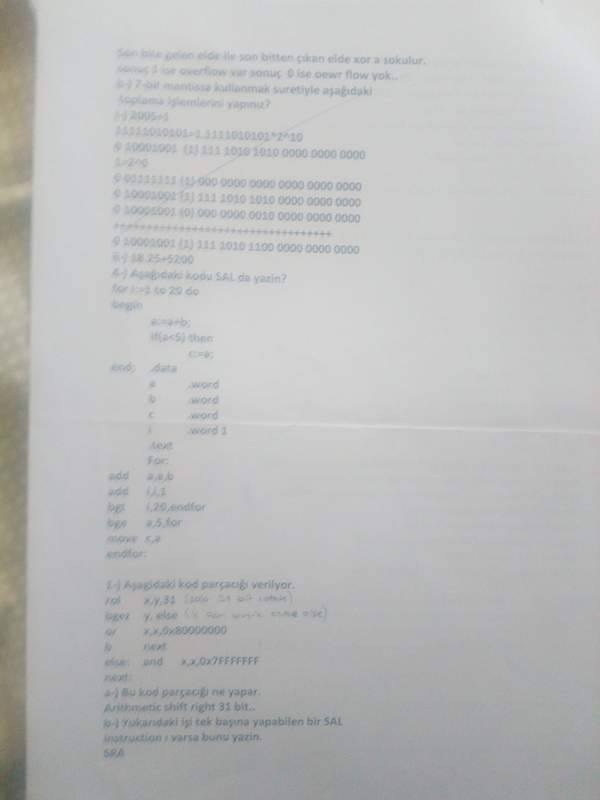 Son bite gelen elde ile son bitten çıkan elde xor a sokulur.
sonuç 1 ise overflow var sonuç 0 ise oewr flow yok..
b-) 7-bit mantissa kullanmak suretiyle aşağıdaki
toplama işlemlerini yapınız?
i-) 2005+1
11111010101=1.1111010101*2^10
0 10001001 (1) 111 1010 1010 0000 0000 0000
1=2^0
0 01111111 (1) 000 0000 0000 0000 0000 0000
0 10001001 (1) 111 1010 1010 0000 0000 0000
0 10001001 (0) 000 0000 0010 0000 0000 0000
0 10001001 (1) 111 1010 1100 0000 0000 0000
ii-) 18.25+5200
4-) Aşağıdaki kodu SAL da yazin?
for i:=1 to 20 do
begin
a:=a+b;
if(a<5) then
c:=a;
end; .data
a .word
b .word
c .word
i .word 1
.text
For:
add a,a,b
add i,i,1
bgt i,20,endfor
bge a,5,for
move c,a
endfor:
1-) Aşagidaki kod parçacığı verilyor.
rol x,y,31
bgez y, else
or x,x,0x80000000
b next
else: and x,x,0x7FFFFFFF
next:
a-) Bu kod parçacığı ne yapar.
Arithmetic shift right 31 bit..
b-) Yukarıdaki işi tek başına yapabilen bir SAL
instruction ı varsa bunu yazin.
SRA